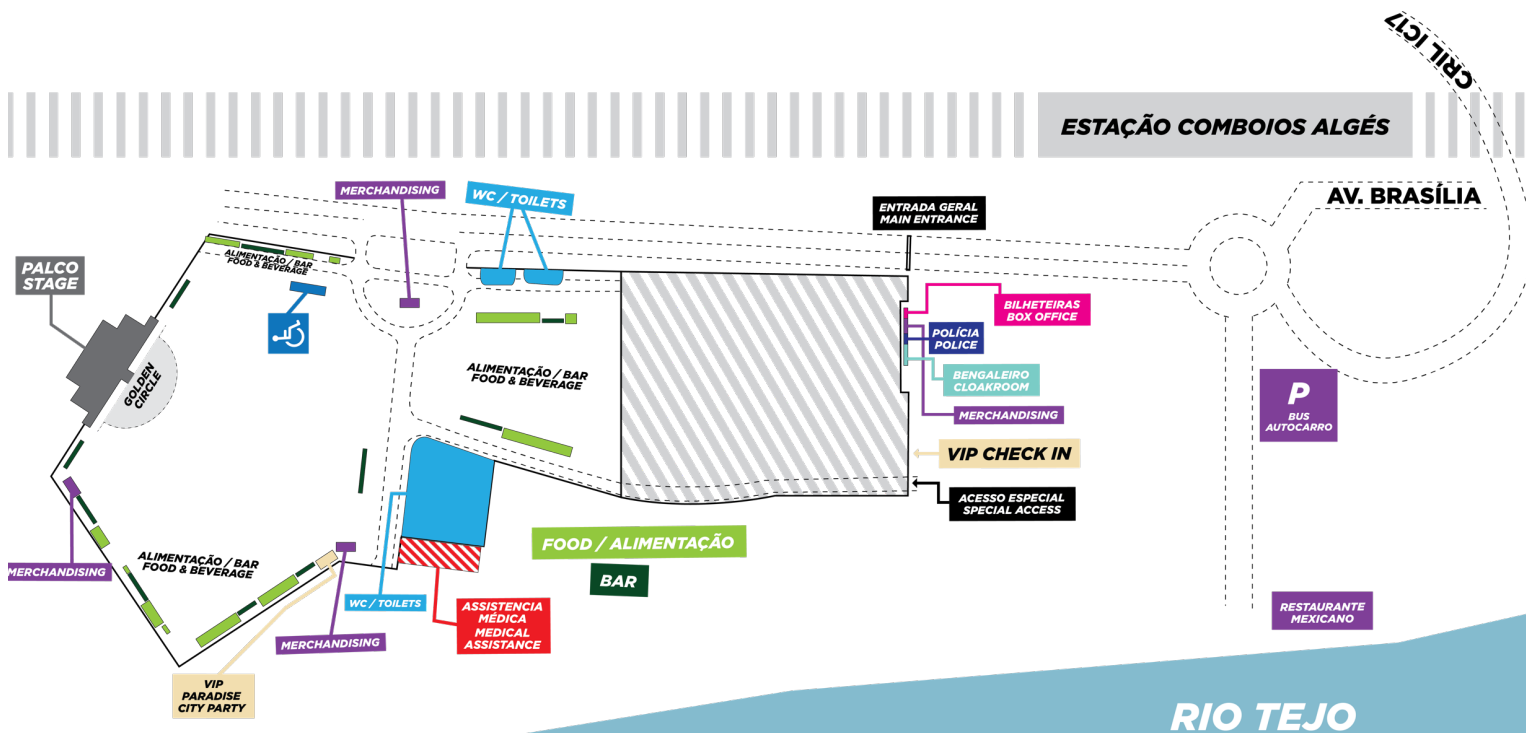 CRIL IC17
ESTAÇÃO COMBOIOS ALGÉS
AV. BRASÍLIA
MERCHANDISING
WC / TOILETS
ENTRADA GERAL
MAIN ENTRANCE
PALCO
STAGE
ALIMENTAÇÃO / BAR
FOOD & BEVERAGE
BILHETEIRAS
BOX OFFICE
POLÍCIA
POLICE
GOLDEN
CIRCLE
ALIMENTAÇÃO / BAR
FOOD & BEVERAGE
BENGALEIRO
CLOAKROOM
MERCHANDISING
P
BUS
AUTOCARRO
VIP CHECK IN
ACESSO ESPECIAL
SPECIAL ACCESS
FOOD / ALIMENTAÇÃO
BAR
ALIMENTAÇÃO / BAR
FOOD & BEVERAGE
MERCHANDISING
WC / TOILETS
ASSISTENCIA
MÉDICA
MEDICAL
ASSISTANCE
MERCHANDISING
RESTAURANTE
MEXICANO
VIP
PARADISE
CITY PARTY
RIO TEJO